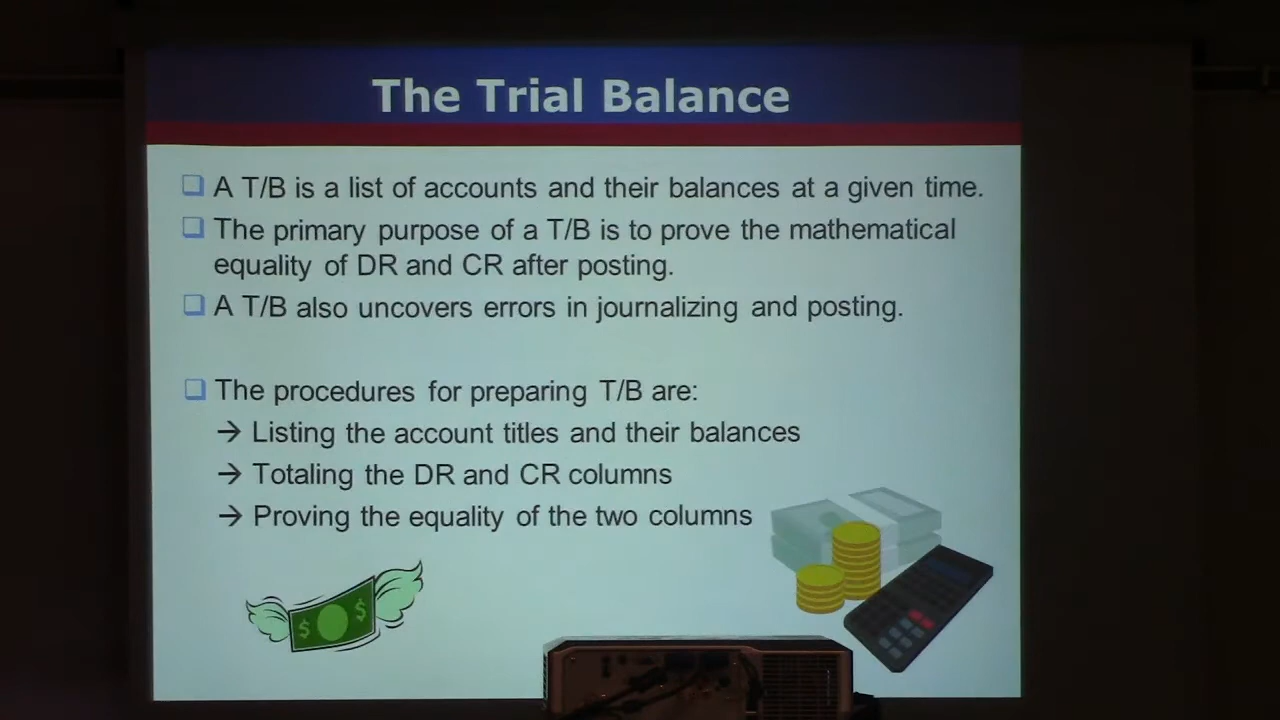 The Trial Balance
A T/B is a list of accounts and their balances at a given time.
The primary purpose of a T/B is to prove the mathematical
equality of DR and CR after posting.
A T/B also uncovers errors in journalizing and posting.
The procedures for preparing T/B are:
→ Listing the account titles and their balances
→ Totaling the DR and CR columns
→ Proving the equality of the two columns
$ $